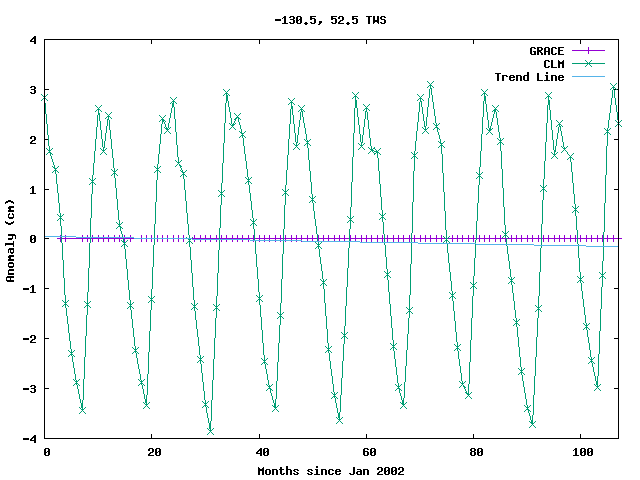 -130.5, 52.5 TWS
GRACE
CLM
Trend Line
4
3
2
1
0
-1
-2
-3
-4
Anomaly (cm)
0 20 40 60 80 100
Months since Jan 2002